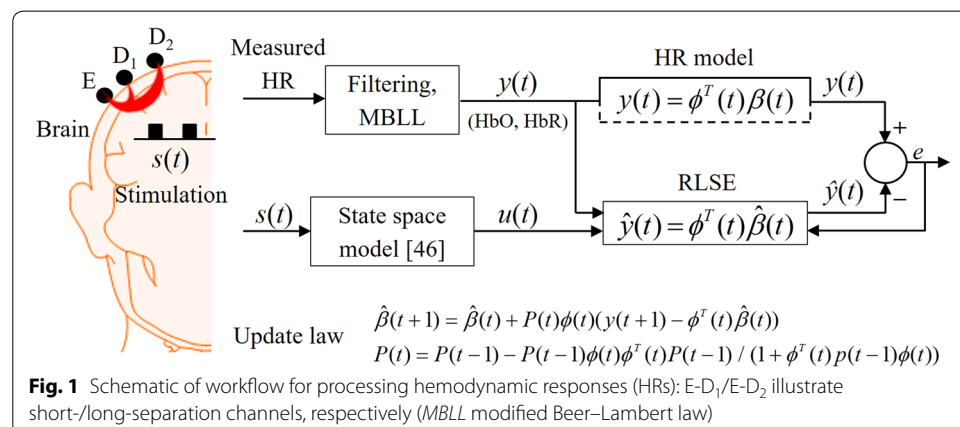 D₂
D₁
E
Brain
s(t)
Stimulation
Measured
HR
Filtering,
MBLL
y(t)
(HbO, HbR)
HR model
y(t) = ϕᵀ(t)β(t)
y(t)
+
e
−
ŷ(t)
RLSE
ŷ(t) = ϕᵀ(t)β̂(t)
s(t)
State space
model [46]
u(t)
Update law
β̂(t+1) = β̂(t) + P(t)ϕ(t)(y(t+1) − ϕᵀ(t)β̂(t))
P(t) = P(t−1) − P(t−1)ϕ(t)ϕᵀ(t)P(t−1) / (1+ϕᵀ(t)p(t−1)ϕ(t))
Fig. 1 Schematic of workflow for processing hemodynamic responses (HRs): E-D₁/E-D₂ illustrate
short-/long-separation channels, respectively (MBLL modified Beer–Lambert law)